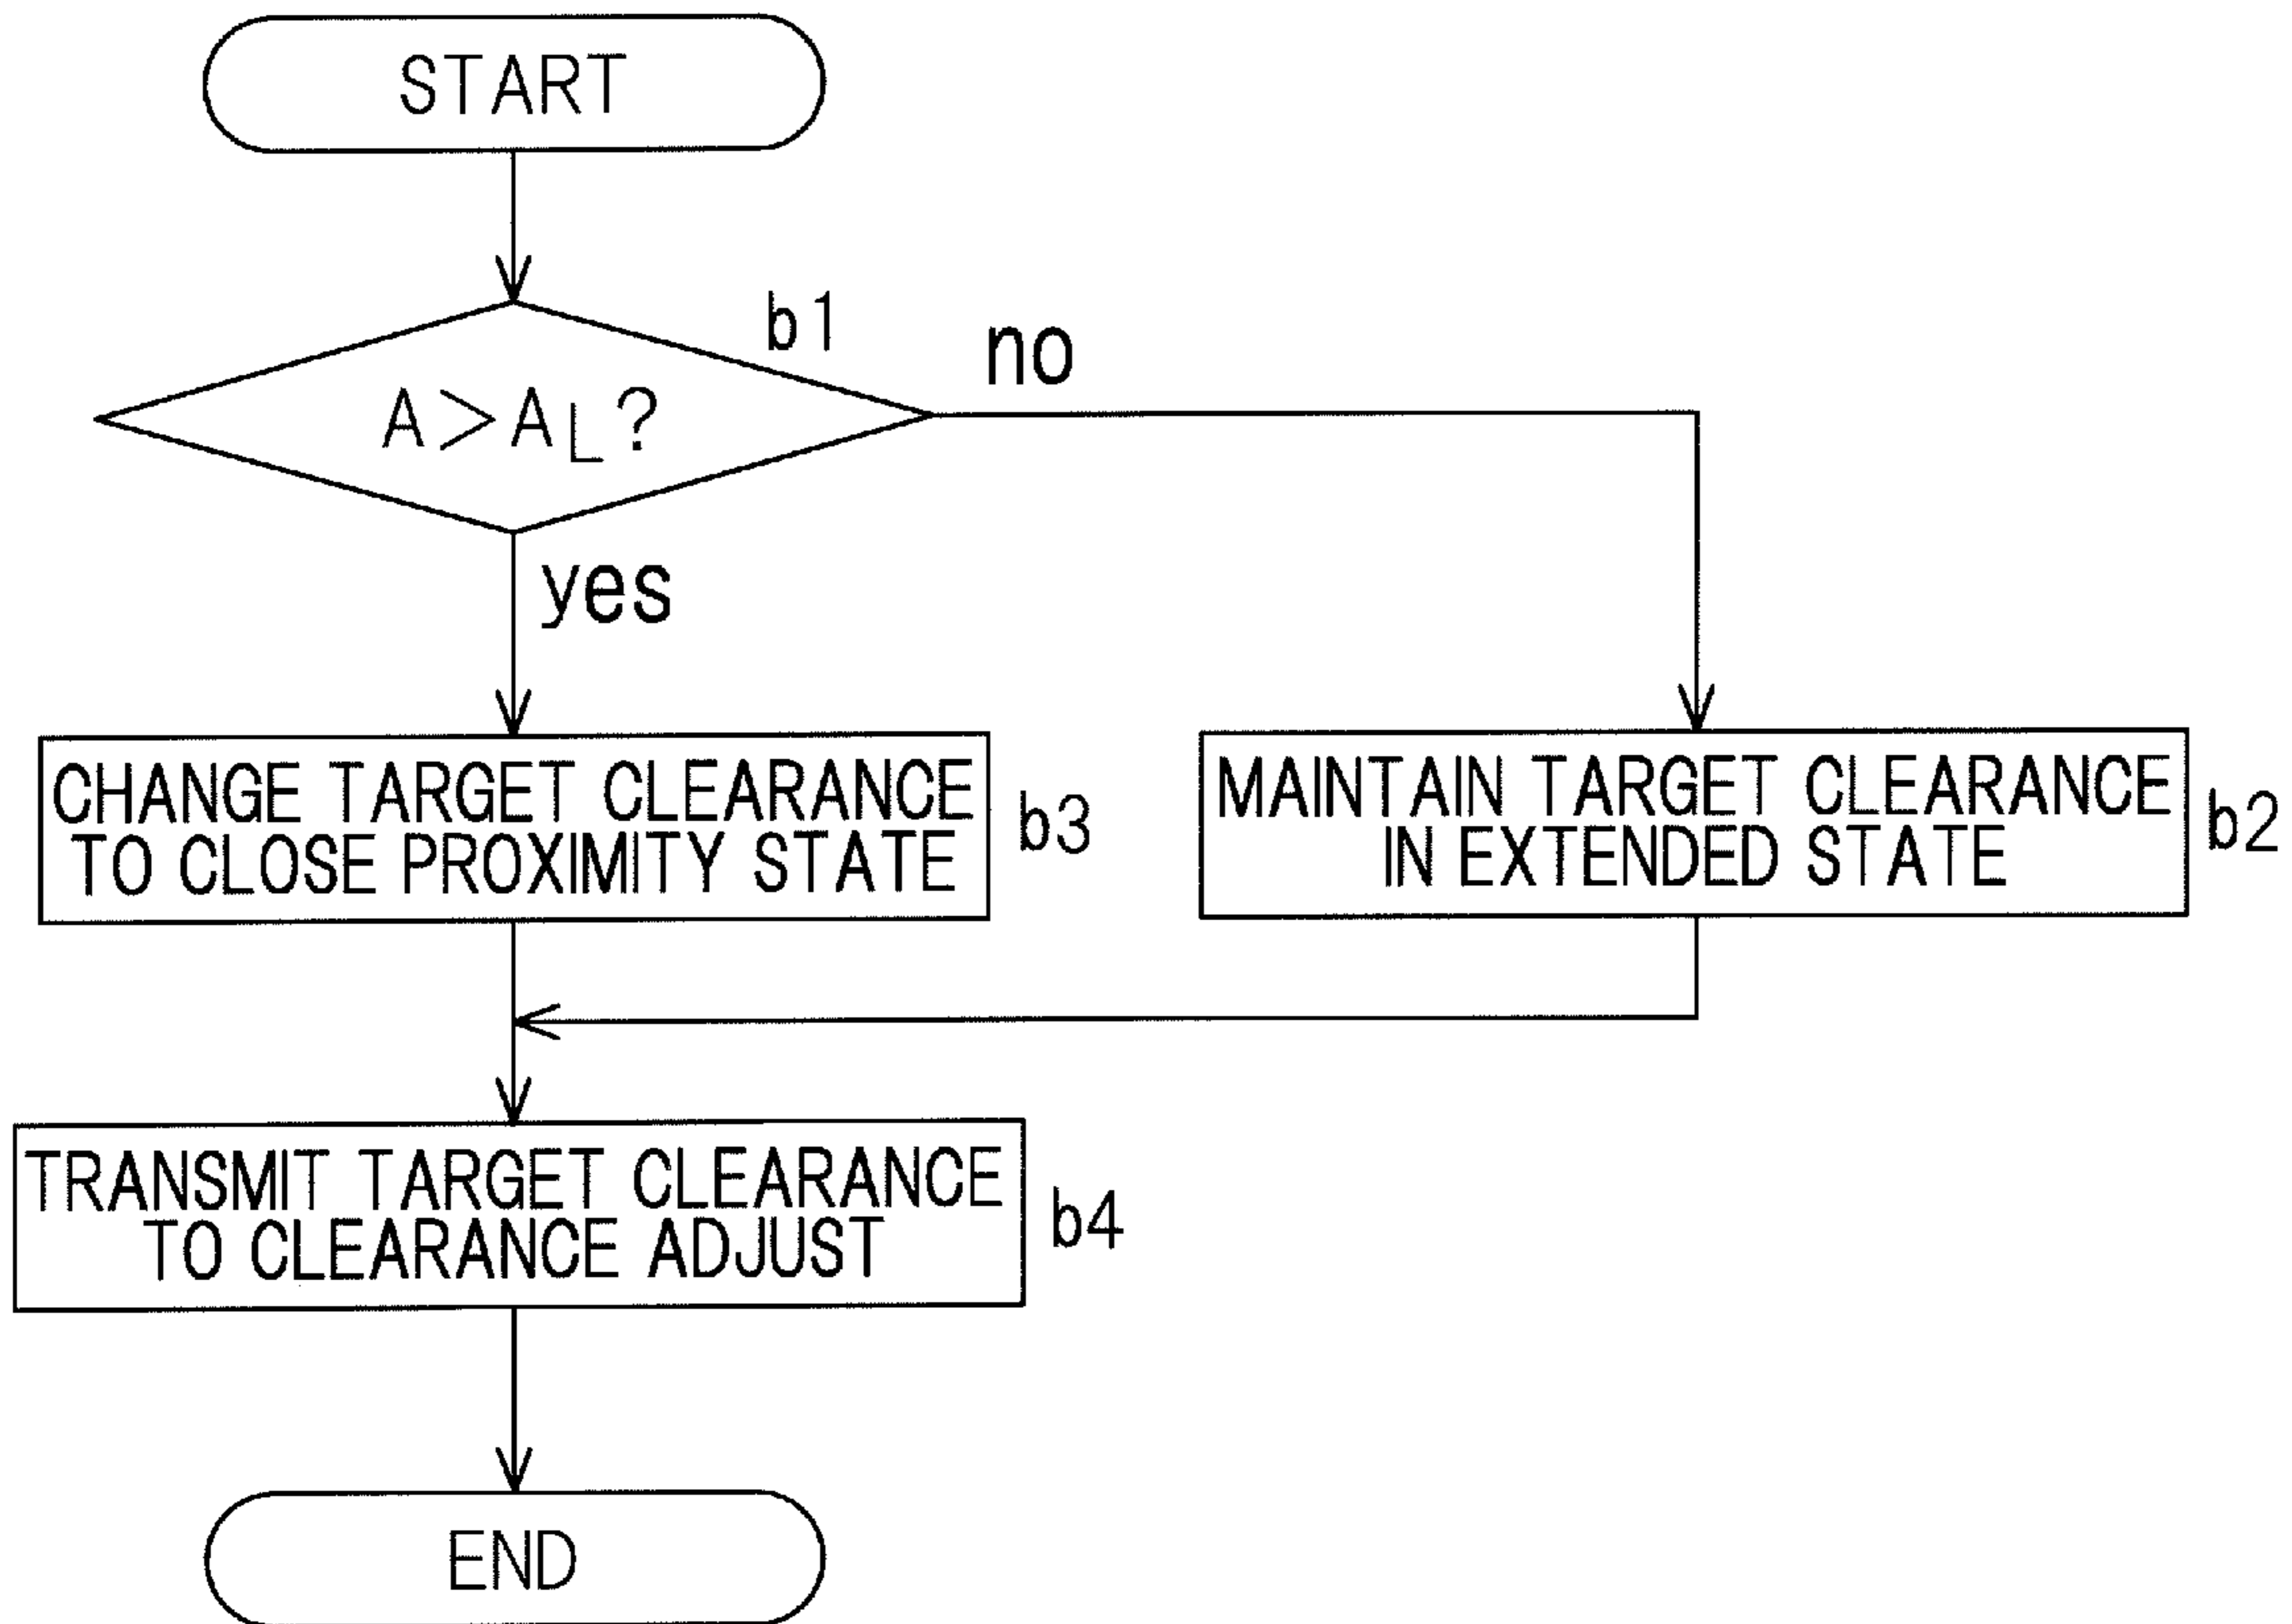 START
b1
no
A>AL?
yes
CHANGE TARGET CLEARANCE
TO CLOSE PROXIMITY STATE
b3
MAINTAIN TARGET CLEARANCE
IN EXTENDED STATE
b2
TRANSMIT TARGET CLEARANCE
TO CLEARANCE ADJUST
b4
END